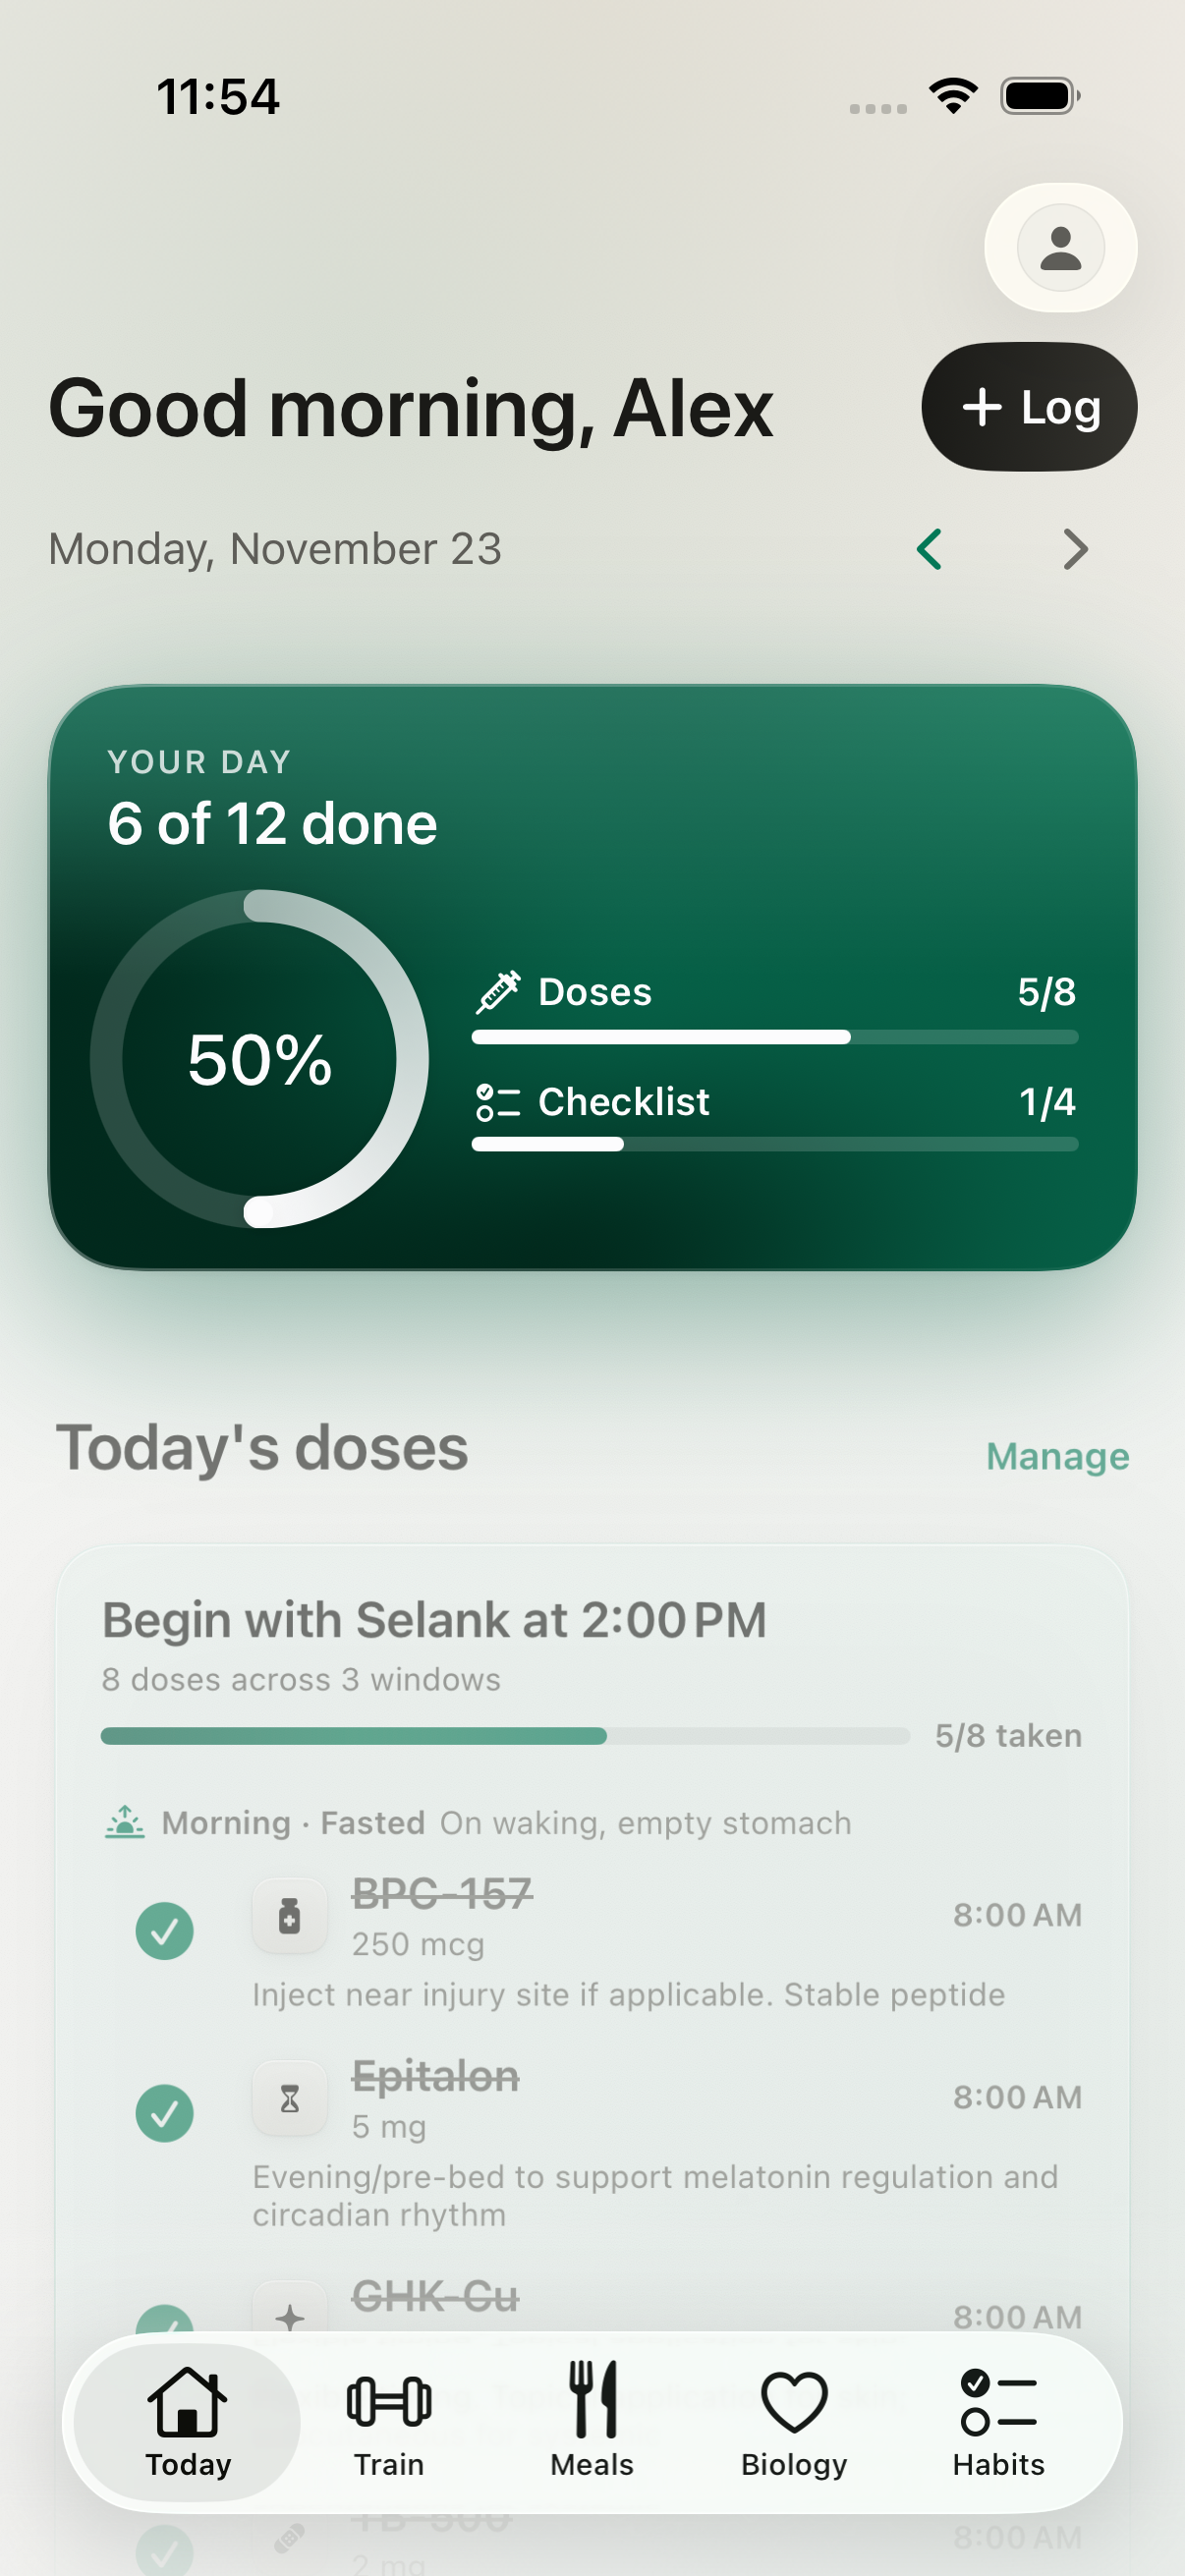 11:54
Good morning, Alex
+ Log
Monday, November 23
YOUR DAY
6 of 12 done
50%
Doses 5/8
Checklist 1/4
Today's doses
Manage
Begin with Selank at 2:00 PM
8 doses across 3 windows
5/8 taken
Morning · Fasted On waking, empty stomach
BPC-157
8:00 AM
250 mcg
Inject near injury site if applicable. Stable peptide
Epitalon
8:00 AM
5 mg
Evening/pre-bed to support melatonin regulation and
circadian rhythm
GHK-Cu
8:00 AM
Today
Train
Meals
Biology
Habits
TB-500
8:00 AM
2 mg